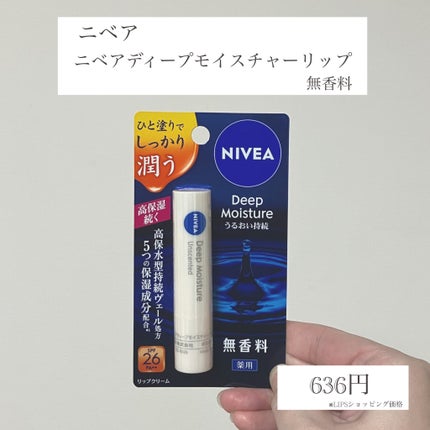 ニベア
ニベアディープモイスチャーリップ
無香料
ひと塗りで
しっかり
潤う
高保湿
続く
高保水型持続ヴェール処方
5つの保湿成分配合
SPF
26
PA++
リップクリーム
NIVEA
Deep
Moisture
うるおい持続
NIVEA
Deep Moisture
Unscented
無香料
薬用
636円
※LIPSショッピング価格